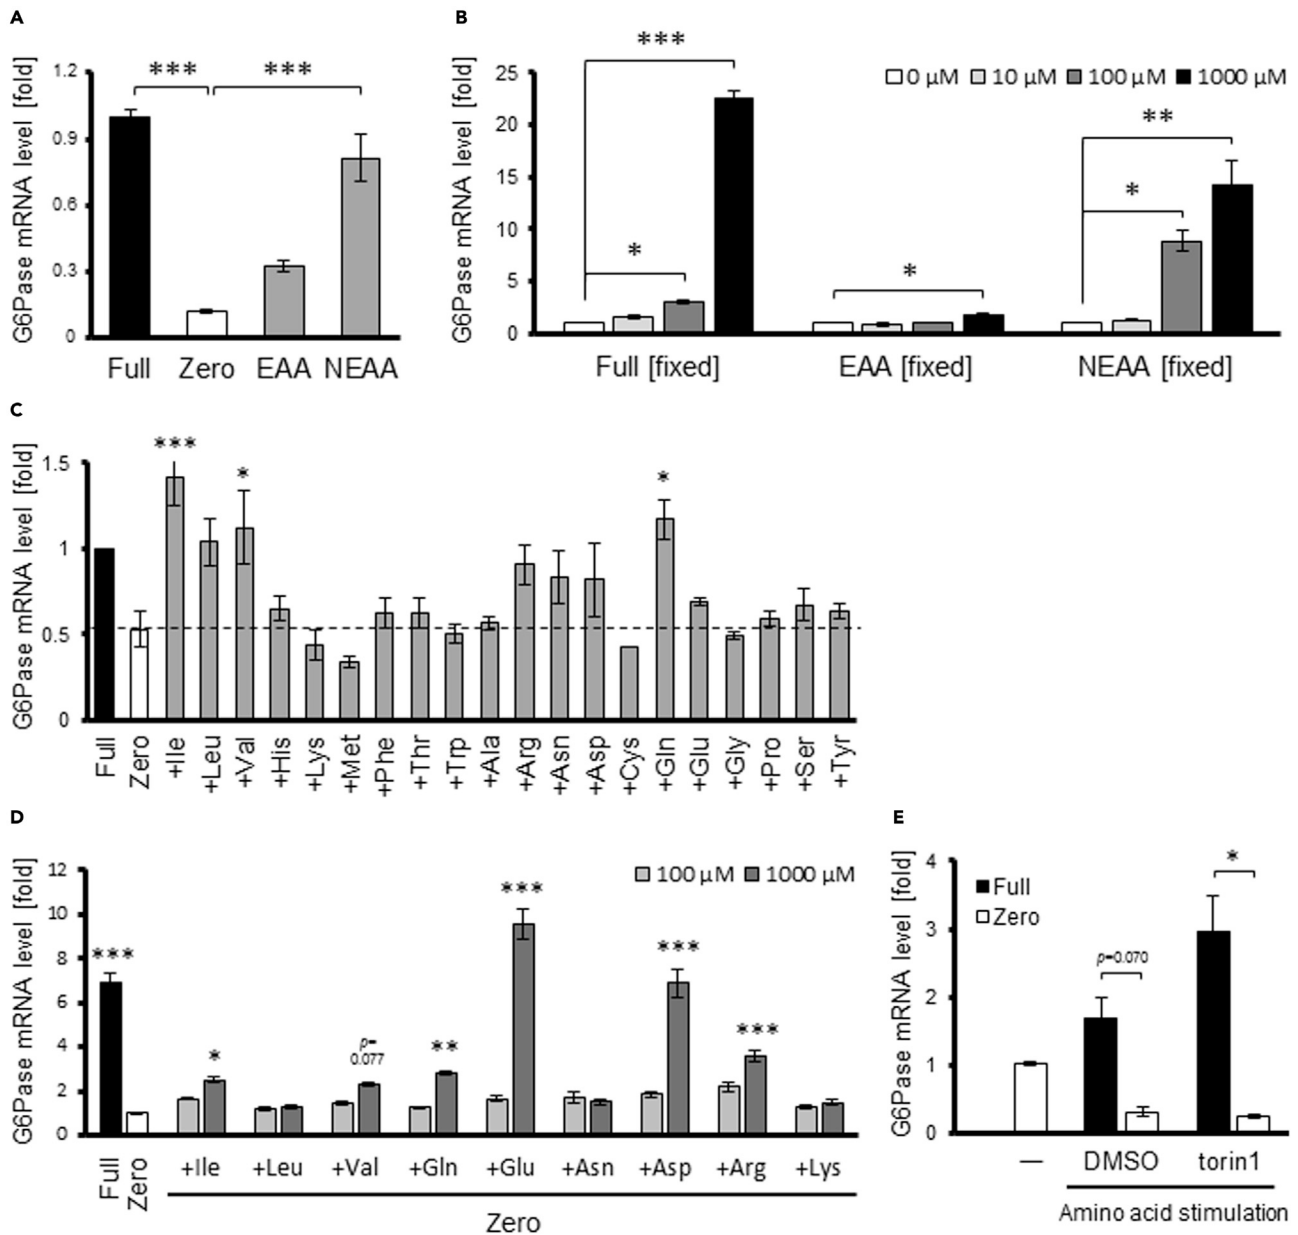 A
G6Pase mRNA level [fold]
1.2
0.9
0.6
0.3
0
***
***
Full Zero EAA NEAA
B
G6Pase mRNA level [fold]
25
20
15
10
5
0
0 μM 10 μM 100 μM 1000 μM
***
*
*
**
*
Full [fixed] EAA [fixed] NEAA [fixed]
C
G6Pase mRNA level [fold]
1.5
1
0.5
0
***
*
*
Full Zero +Ile +Leu +Val +His +Lys +Met +Phe +Thr +Trp +Ala +Arg +Asn +Asp +Cys +Gln +Glu +Gly +Pro +Ser +Tyr
D
G6Pase mRNA level [fold]
12
10
8
6
4
2
0
100 μM 1000 μM
***
*
p=
0.077
**
***
***
***
Full Zero +Ile +Leu +Val +Gln +Glu +Asn +Asp +Arg +Lys
Zero
E
G6Pase mRNA level [fold]
4
3
2
1
0
Full
Zero
p=0.070
*
— DMSO torin1
Amino acid stimulation